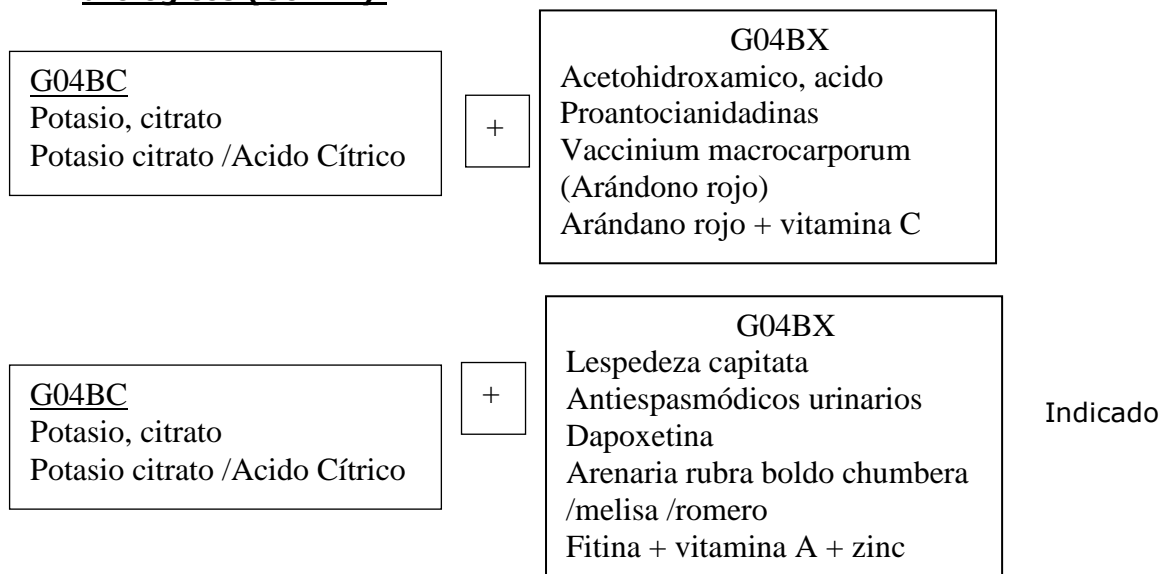 G04BC
Potasio, citrato
Potasio citrato /Acido Cítrico
+
G04BX
Acetohidroxamico, acido
Proantocianidadinas
Vaccinium macrocarporum
(Arándono rojo)
Arándano rojo + vitamina C
G04BC
Potasio, citrato
Potasio citrato /Acido Cítrico
+
G04BX
Lespedeza capitata
Antiespasmódicos urinarios
Dapoxetina
Arenaria rubra boldo chumbera
/melisa /romero
Fitina + vitamina A + zinc
Indicado